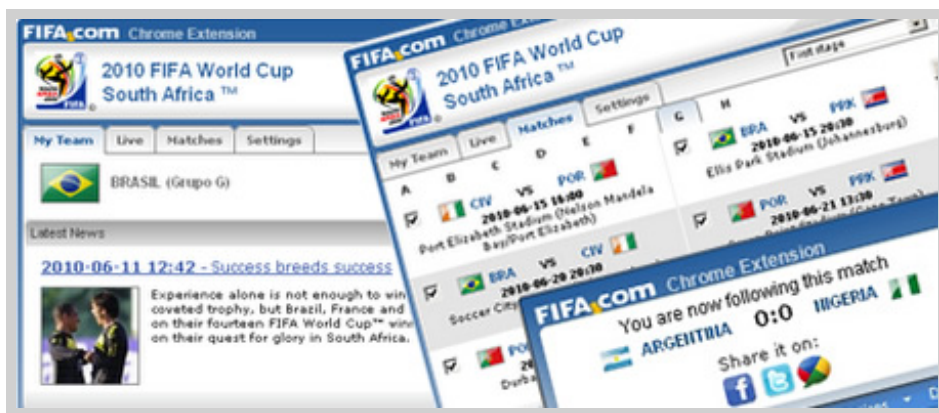 FIFA.com Chrome Extension
2010 FIFA World Cup
South Africa ™
My Team Live Matches Settings
BRASIL (Grupo G)
Latest News
2010-06-11 12:42 - Success breeds success
Experience alone is not enough to win
coveted trophy, but Brazil, France and
on their fourteen FIFA World Cup™ winn
on their quest for glory in South Africa.
FIFA.com Chrome
2010 FIFA World Cup
South Africa ™
First stage
My Team Live Matches Settings
A B C D E F G H
CIV VS POR
2010-06-15 16:00
Port Elizabeth Stadium (Nelson Mandela
Bay/Port Elizabeth)
BRA VS PRK
2010-06-15 20:30
Ellis Park Stadium (Johannesburg)
BRA VS CIV
2010-06-20 20:30
Soccer City
POR VS PRK
2010-06-21 13:30
FIFA.com Chrome Extension
You are now following this match
ARGENTINA 0:0 NIGERIA
Share it on: